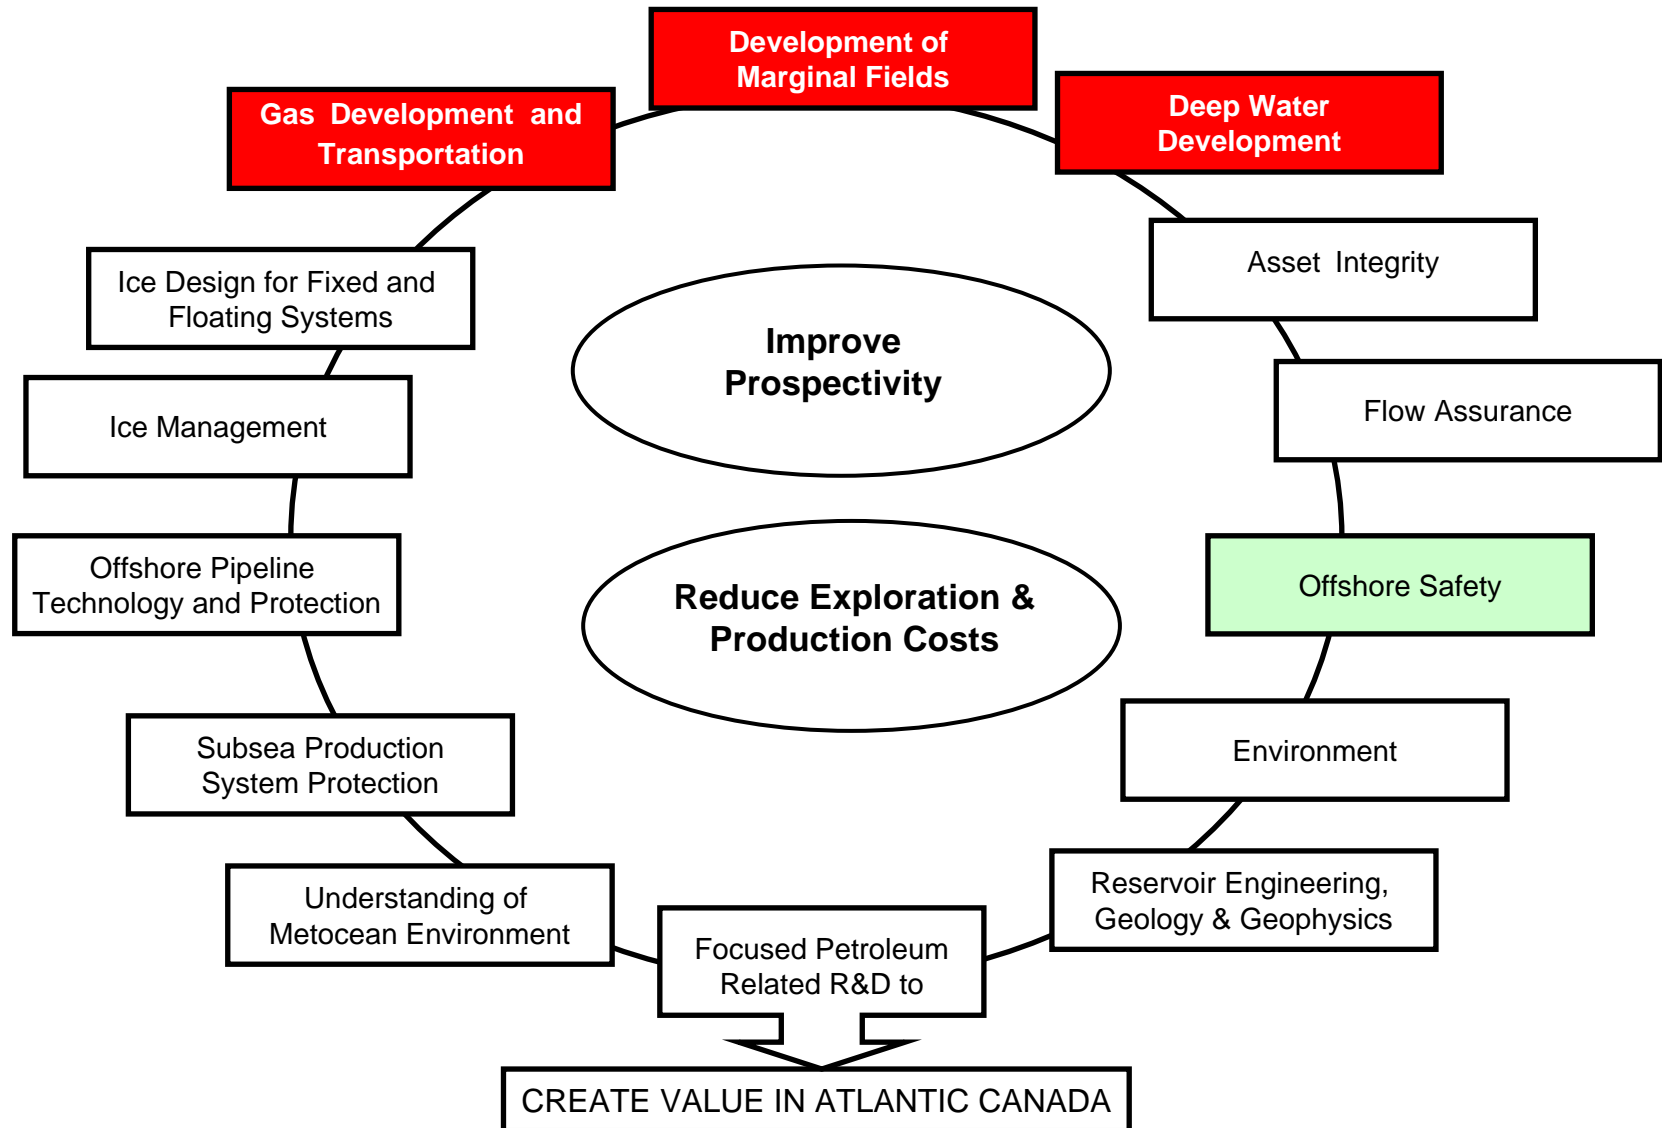 Development of
Marginal Fields
Gas Development and
Transportation
Deep Water
Development
Asset Integrity
Ice Design for Fixed and
Floating Systems
Improve
Prospectivity
Ice Management
Flow Assurance
Offshore Pipeline
Technology and Protection
Reduce Exploration &
Production Costs
Offshore Safety
Subsea Production
System Protection
Environment
Understanding of
Metocean Environment
Reservoir Engineering,
Geology & Geophysics
Focused Petroleum
Related R&D to
CREATE VALUE IN ATLANTIC CANADA